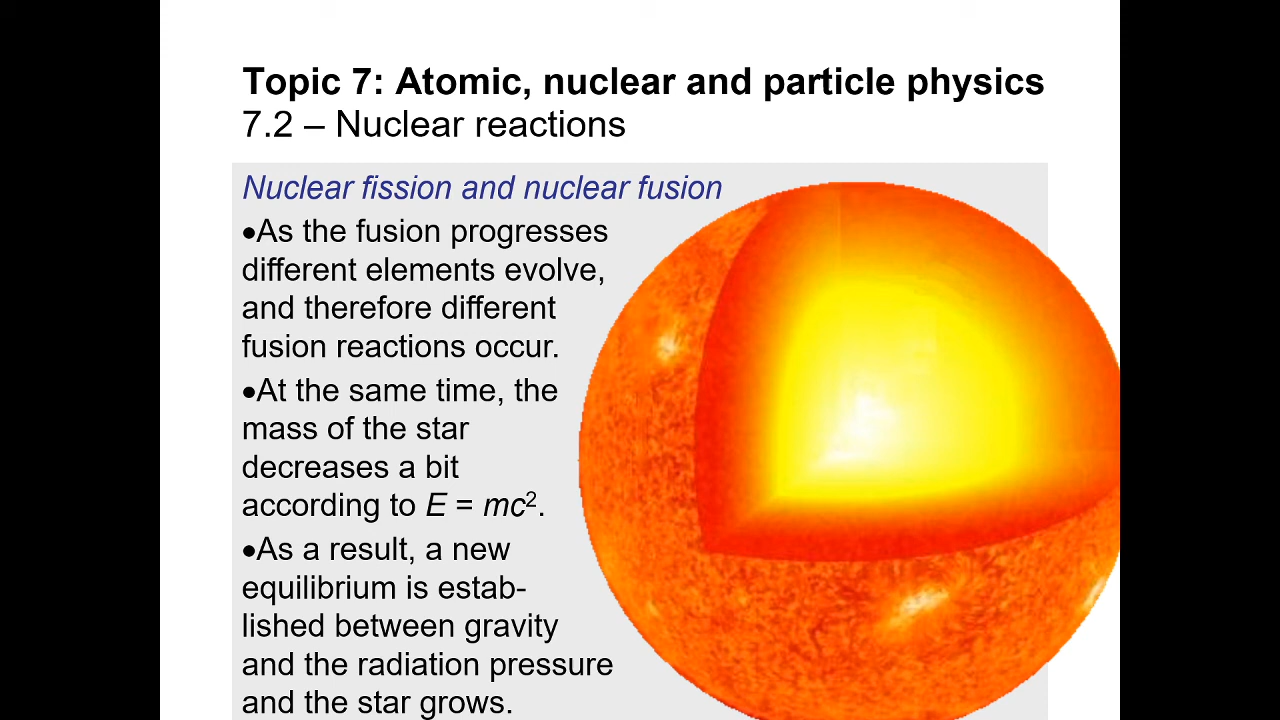 Topic 7: Atomic, nuclear and particle physics
7.2 – Nuclear reactions
Nuclear fission and nuclear fusion
•As the fusion progresses
different elements evolve,
and therefore different
fusion reactions occur.
•At the same time, the
mass of the star
decreases a bit
according to E = mc².
•As a result, a new
equilibrium is estab-
lished between gravity
and the radiation pressure
and the star grows.